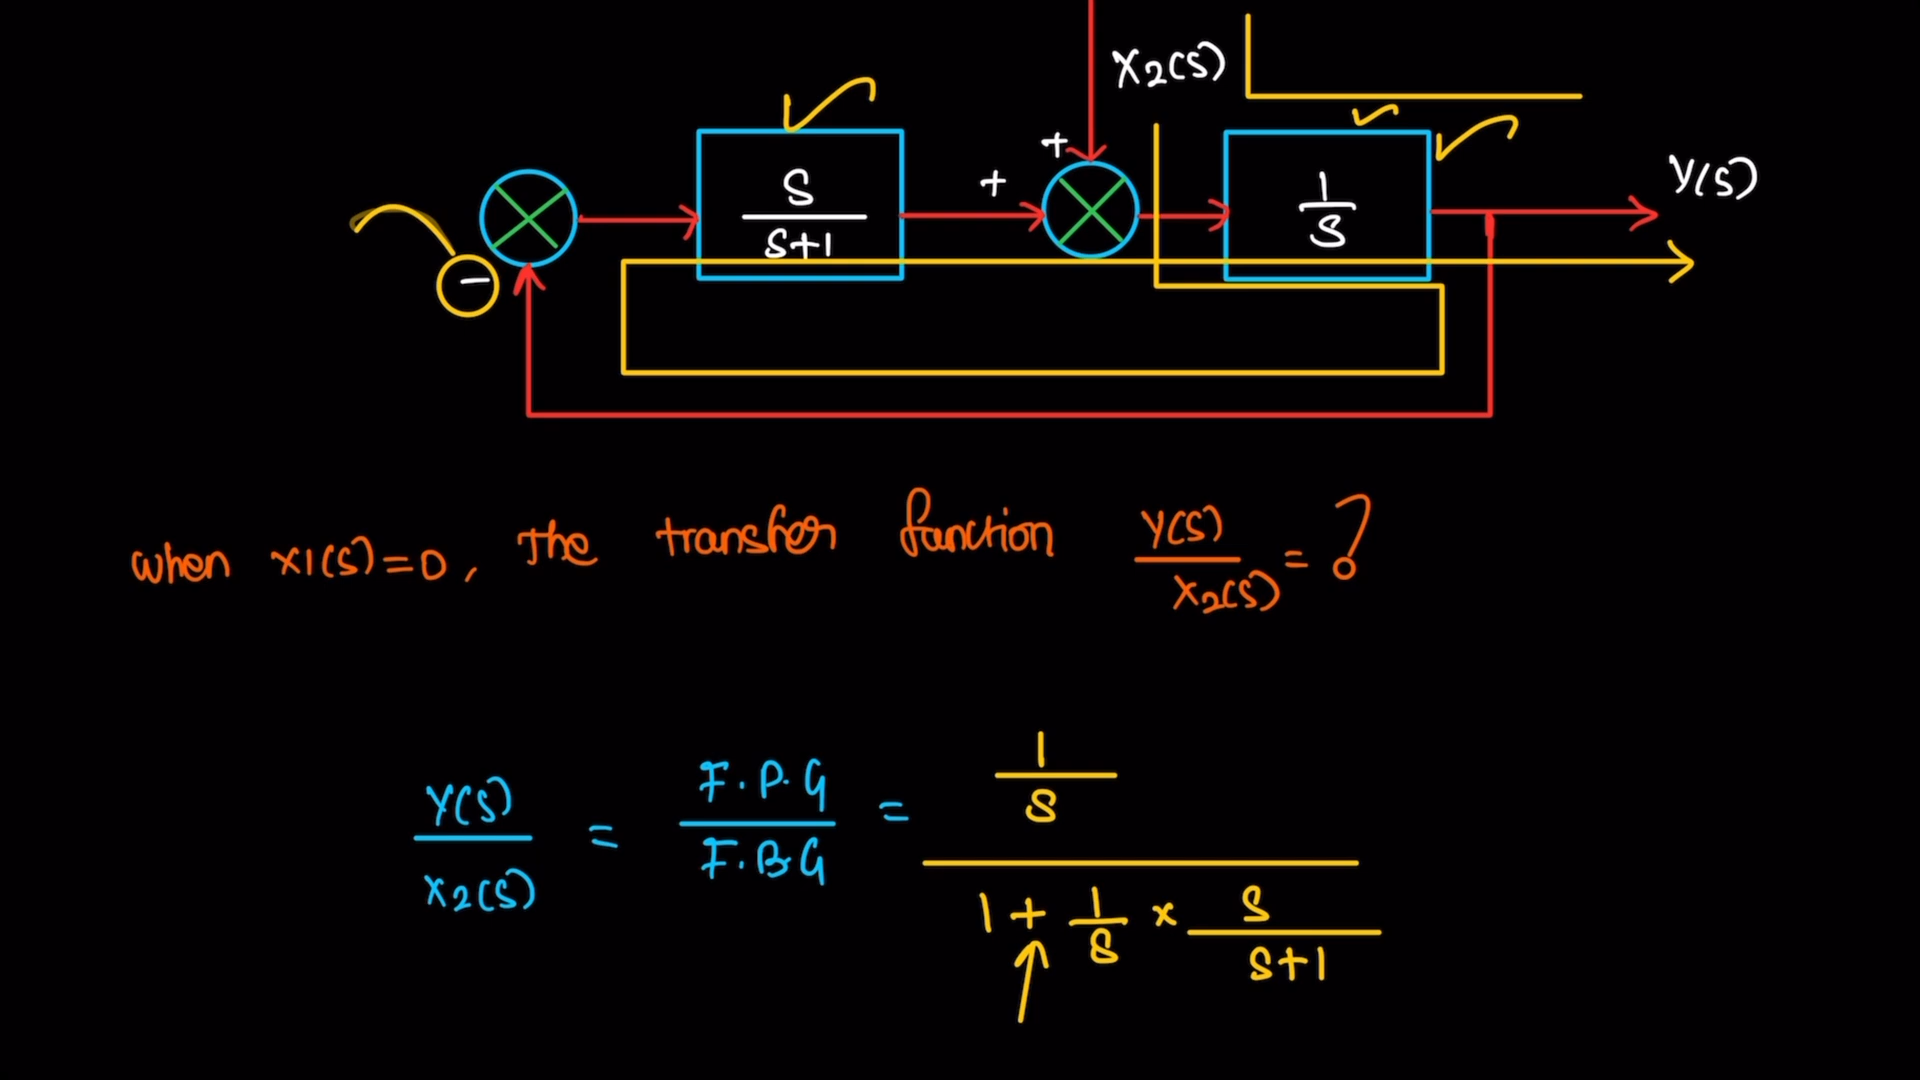 X2(S)
+
Y(S)
+
S
S+1
1
S
−
when x1(s)=0, The transfer function Y(S)
X2(S)
= ?
Y(S)
X2(S)
=
F.P.G
F.B.G
=
1
S
1 + 1
S
× S
S+1